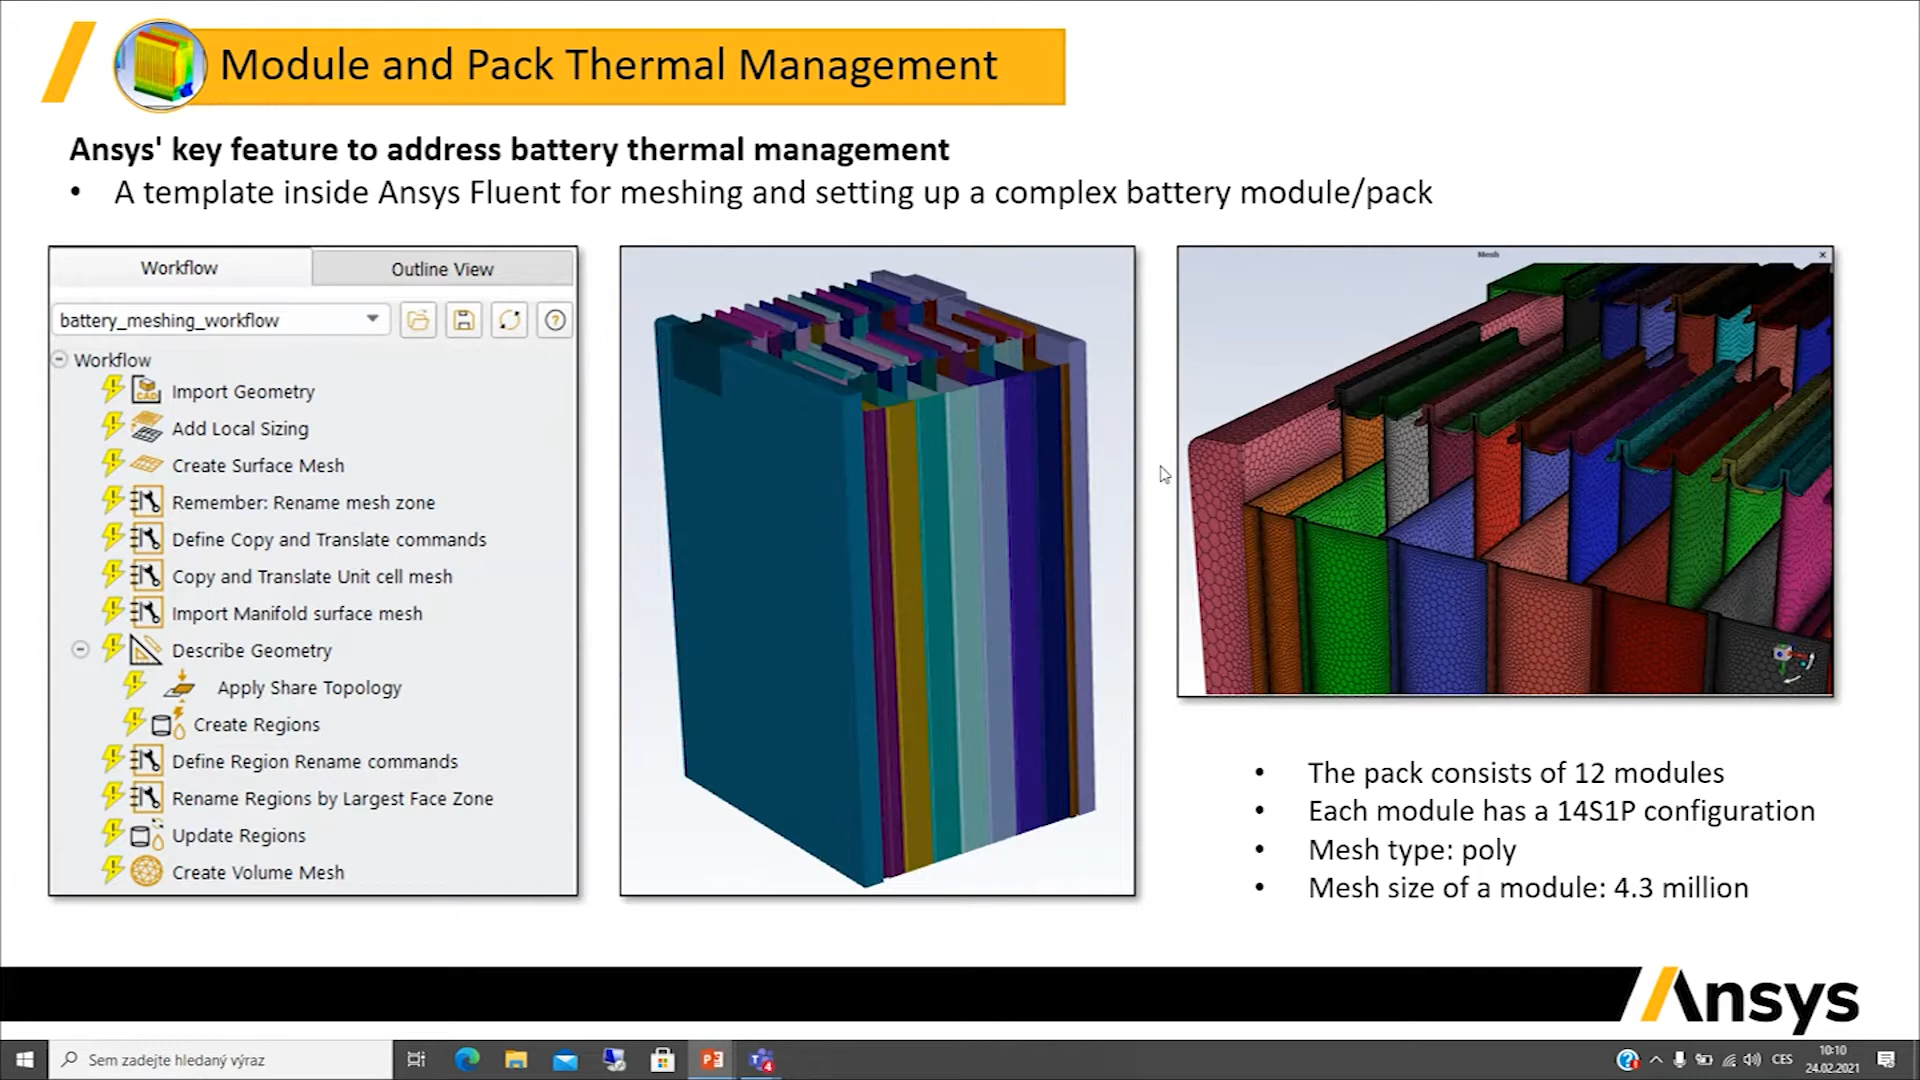 Module and Pack Thermal Management
Ansys' key feature to address battery thermal management
• A template inside Ansys Fluent for meshing and setting up a complex battery module/pack
Workflow
Outline View
battery_meshing_workflow
Workflow
Import Geometry
Add Local Sizing
Create Surface Mesh
Remember: Rename mesh zone
Define Copy and Translate commands
Copy and Translate Unit cell mesh
Import Manifold surface mesh
Describe Geometry
Apply Share Topology
Create Regions
Define Region Rename commands
Rename Regions by Largest Face Zone
Update Regions
Create Volume Mesh
Mesh
• The pack consists of 12 modules
• Each module has a 14S1P configuration
• Mesh type: poly
• Mesh size of a module: 4.3 million
Ansys
Sem zadejte hledaný výraz
4
CES
10:10
24.02.2021